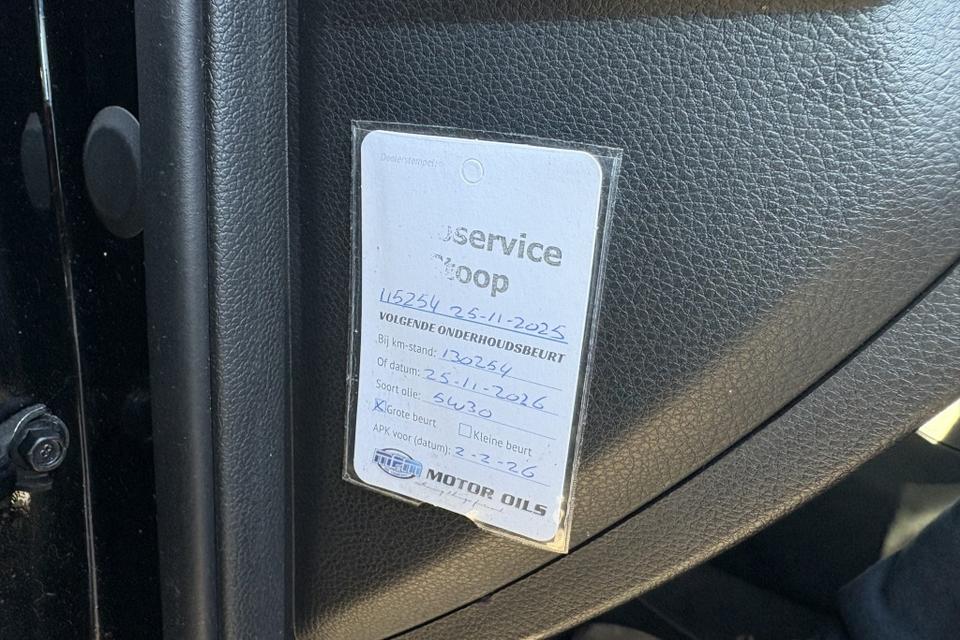 Dealerstempel:
service
115254 25-11-2025
VOLGENDE ONDERHOUDSBEURT
Bij km-stand: 130254
Of datum: 25-11-2026
Soort olie: 5W30
X Grote beurt Kleine beurt
APK voor (datum): 2-2-26
MPM MOTOR OILS